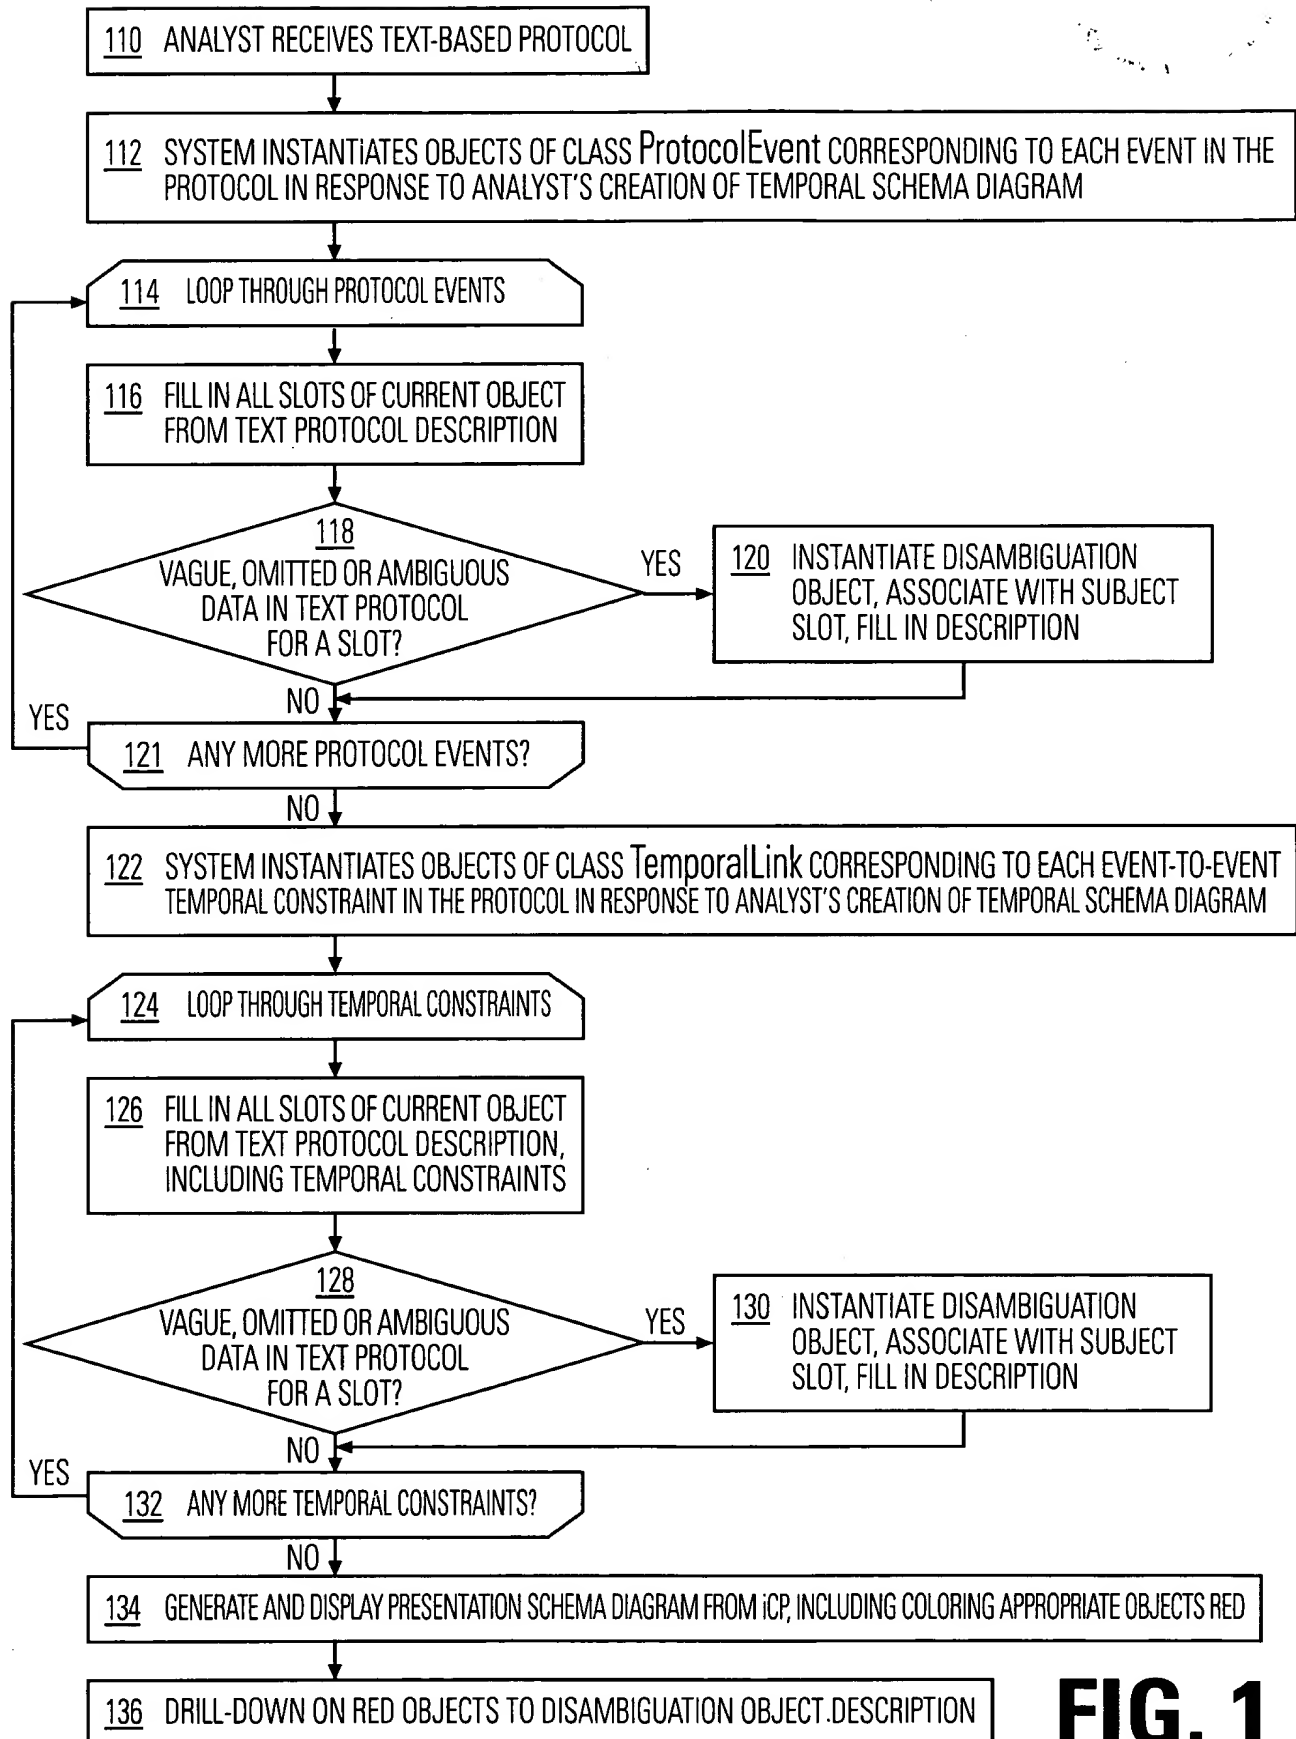 110 ANALYST RECEIVES TEXT-BASED PROTOCOL
112 SYSTEM INSTANTIATES OBJECTS OF CLASS ProtocolEvent CORRESPONDING TO EACH EVENT IN THE
PROTOCOL IN RESPONSE TO ANALYST'S CREATION OF TEMPORAL SCHEMA DIAGRAM
114 LOOP THROUGH PROTOCOL EVENTS
116 FILL IN ALL SLOTS OF CURRENT OBJECT
FROM TEXT PROTOCOL DESCRIPTION
118
VAGUE, OMITTED OR AMBIGUOUS
DATA IN TEXT PROTOCOL
FOR A SLOT?
YES
120 INSTANTIATE DISAMBIGUATION
OBJECT, ASSOCIATE WITH SUBJECT
SLOT, FILL IN DESCRIPTION
NO
YES
121 ANY MORE PROTOCOL EVENTS?
NO
122 SYSTEM INSTANTIATES OBJECTS OF CLASS TemporalLink CORRESPONDING TO EACH EVENT-TO-EVENT
TEMPORAL CONSTRAINT IN THE PROTOCOL IN RESPONSE TO ANALYST'S CREATION OF TEMPORAL SCHEMA DIAGRAM
124 LOOP THROUGH TEMPORAL CONSTRAINTS
126 FILL IN ALL SLOTS OF CURRENT OBJECT
FROM TEXT PROTOCOL DESCRIPTION,
INCLUDING TEMPORAL CONSTRAINTS
128
VAGUE, OMITTED OR AMBIGUOUS
DATA IN TEXT PROTOCOL
FOR A SLOT?
YES
130 INSTANTIATE DISAMBIGUATION
OBJECT, ASSOCIATE WITH SUBJECT
SLOT, FILL IN DESCRIPTION
NO
YES
132 ANY MORE TEMPORAL CONSTRAINTS?
NO
134 GENERATE AND DISPLAY PRESENTATION SCHEMA DIAGRAM FROM iCP, INCLUDING COLORING APPROPRIATE OBJECTS RED
136 DRILL-DOWN ON RED OBJECTS TO DISAMBIGUATION OBJECT.DESCRIPTION
FIG. 1